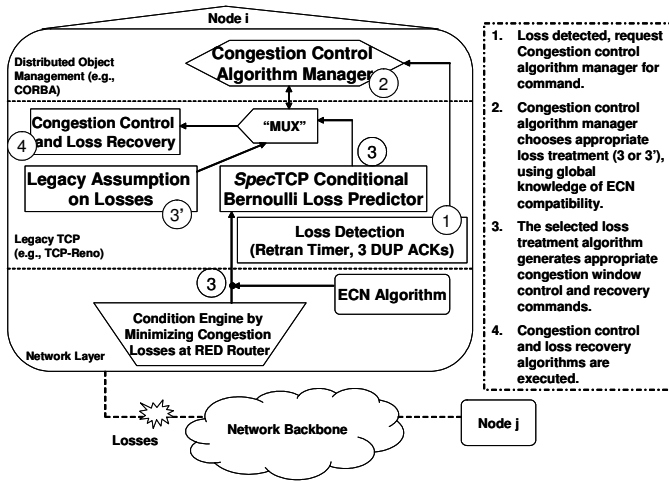 Node i
Distributed Object
Management (e.g.,
CORBA)
Congestion Control
Algorithm Manager
2
4
Congestion Control
and Loss Recovery
"MUX"
3
Legacy Assumption
on Losses
3'
SpecTCP Conditional
Bernoulli Loss Predictor
1
Loss Detection
(Retran Timer, 3 DUP ACKs)
Legacy TCP
(e.g., TCP-Reno)
3
ECN Algorithm
Condition Engine by
Minimizing Congestion
Losses at RED Router
Network Layer
Losses
Network Backbone
Node j
1. Loss detected, request
Congestion control
algorithm manager for
command.
2. Congestion control
algorithm manager
chooses appropriate
loss treatment (3 or 3'),
using global
knowledge of ECN
compatibility.
3. The selected loss
treatment algorithm
generates appropriate
congestion window
control and recovery
commands.
4. Congestion control
and loss recovery
algorithms are
executed.